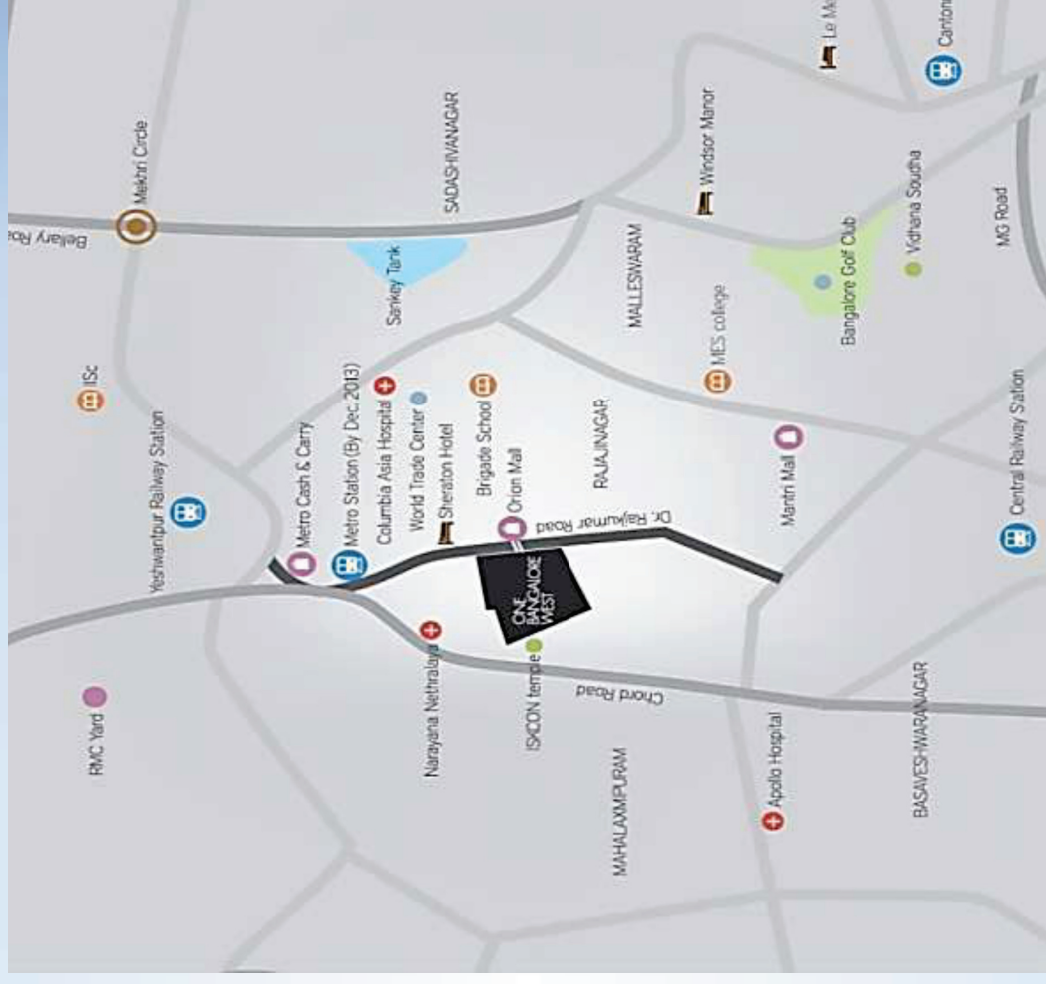 Bellary Road
Mekhri Circle
IISc
Yeshwantpur Railway Station
RMC Yard
SADASHIVANAGAR
Sankey Tank
Metro Cash & Carry
Metro Station (By Dec 2013)
Columbia Asia Hospital
World Trade Center
Sheraton Hotel
Brigade School
Orion Mall
Dr. Rajkumar Road
ONE
BANGALORE
WEST
Narayana Nethralaya
ISKCON temple
Chord Road
MAHALAXMIPURAM
RAJAJINAGAR
MALLESWARAM
Windsor Manor
MES college
Mantri Mall
Bangalore Golf Club
Vidhana Soudha
MG Road
Central Railway Station
Apollo Hospital
BASAVESHWARANAGAR
Le Me
Canton